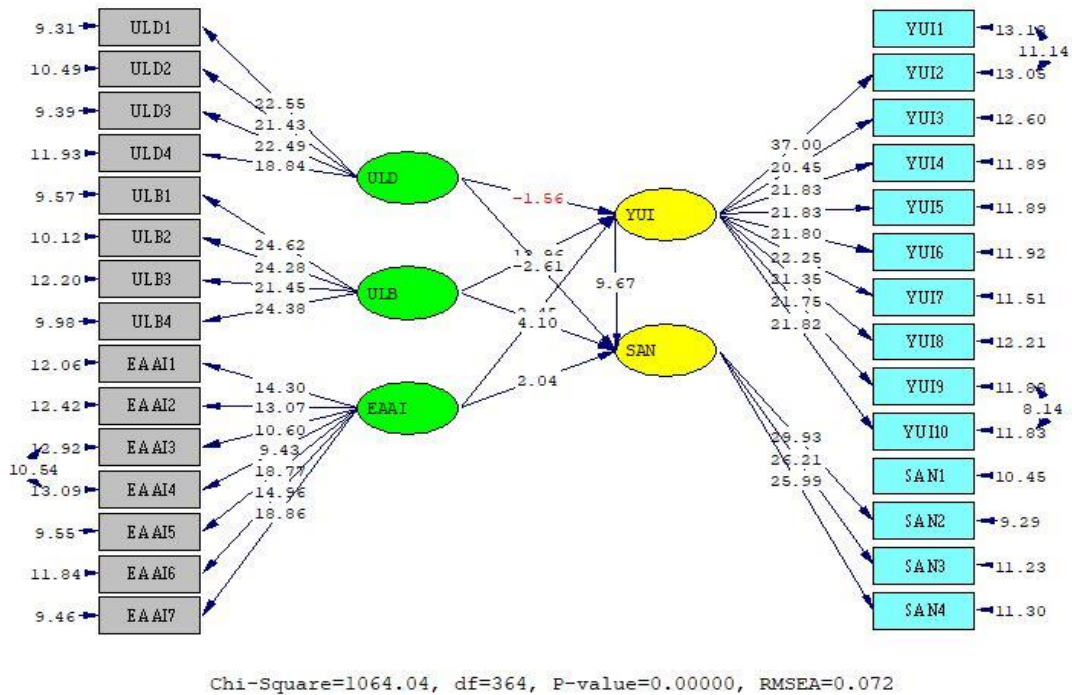 9.31 ULD1
10.49 ULD2
9.39 ULD3
11.93 ULD4
9.57 ULB1
10.12 ULB2
12.20 ULB3
9.98 ULB4
12.06 EAAI1
12.42 EAAI2
EAAI3
10.54
13.09 EAAI4
9.55 EAAI5
11.84 EAAI6
9.46 EAAI7
22.55
21.43
22.49
18.84
24.62
24.28
21.45
24.38
14.30
13.07
10.60
9.43
18.77
14.96
18.86
ULD
ULB
EAAI
-1.56
-2.61
4.10
2.04
9.67
YUI
SAN
37.00
20.45
21.83
21.83
21.80
22.25
21.35
21.75
21.82
29.93
26.21
25.99
YUI1
11.14
YUI2 13.05
YUI3 12.60
YUI4 11.89
YUI5 11.89
YUI6 11.92
YUI7 11.51
YUI8 12.21
YUI9
8.14
YUI10 11.83
SAN1 10.45
SAN2 9.29
SAN3 11.23
SAN4 11.30
Chi-Square=1064.04, df=364, P-value=0.00000, RMSEA=0.072